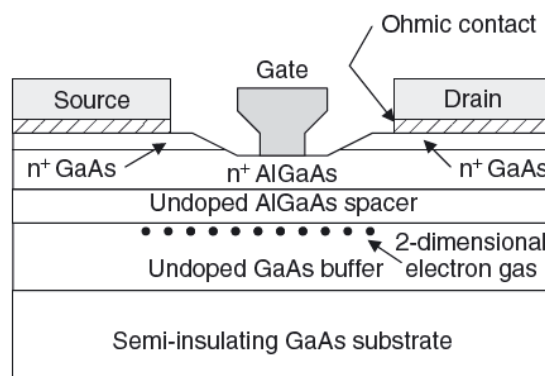 Ohmic contact
Gate
Source
Drain
n+ GaAs
n+ AlGaAs
n+ GaAs
Undoped AlGaAs spacer
2-dimensional
electron gas
Undoped GaAs buffer
Semi-insulating GaAs substrate